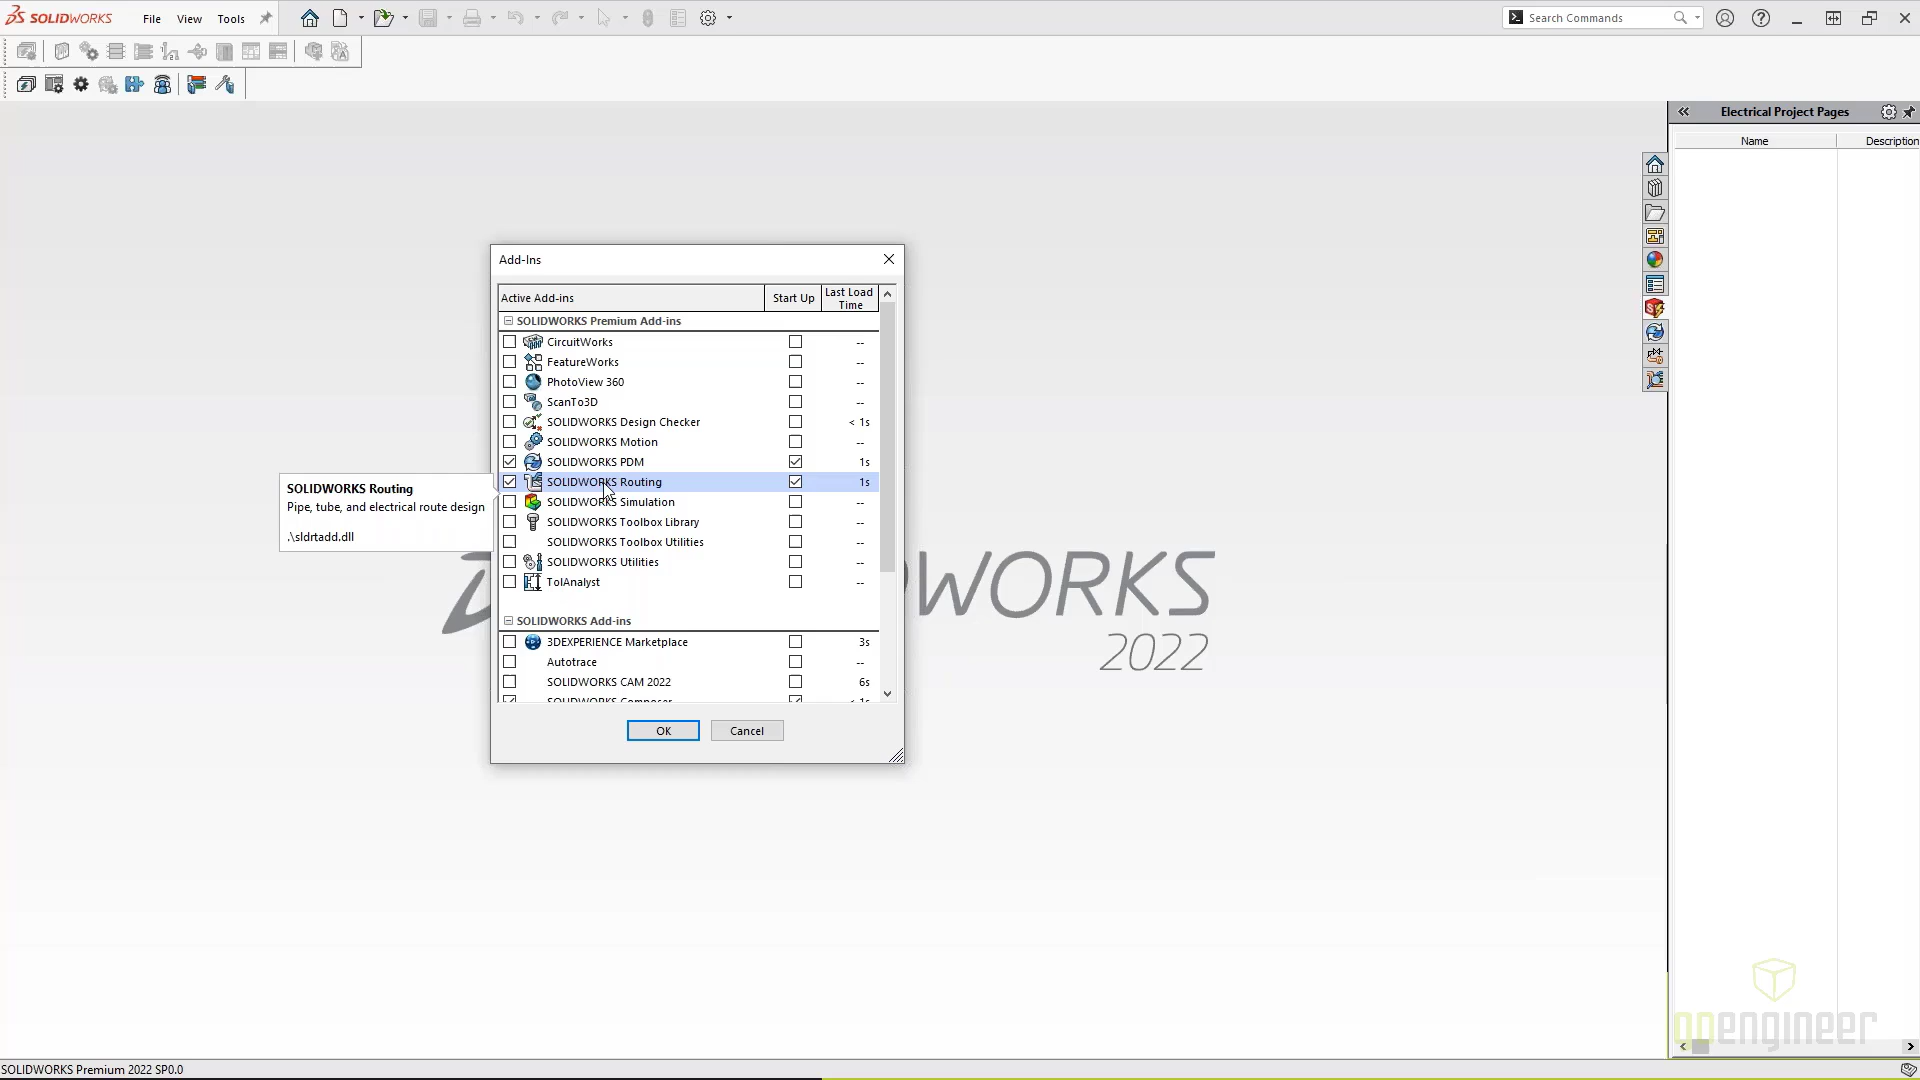 SOLIDWORKS
File
View
Tools
Search Commands
Electrical Project Pages
Name
Description
Add-Ins
Active Add-ins
Start Up
Last Load
Time
SOLIDWORKS Premium Add-ins
CircuitWorks --
FeatureWorks --
PhotoView 360 --
ScanTo3D --
SOLIDWORKS Design Checker < 1s
SOLIDWORKS Motion --
SOLIDWORKS PDM 1s
SOLIDWORKS Routing 1s
SOLIDWORKS Simulation --
SOLIDWORKS Toolbox Library --
SOLIDWORKS Toolbox Utilities --
SOLIDWORKS Utilities --
TolAnalyst --
SOLIDWORKS Add-ins
3DEXPERIENCE Marketplace 3s
Autotrace --
SOLIDWORKS CAM 2022 6s
SOLIDWORKS Composer < 1s
OK
Cancel
SOLIDWORKS Routing
Pipe, tube, and electrical route design
.\sldrtadd.dll
WORKS
2022
goengineer
SOLIDWORKS Premium 2022 SP0.0